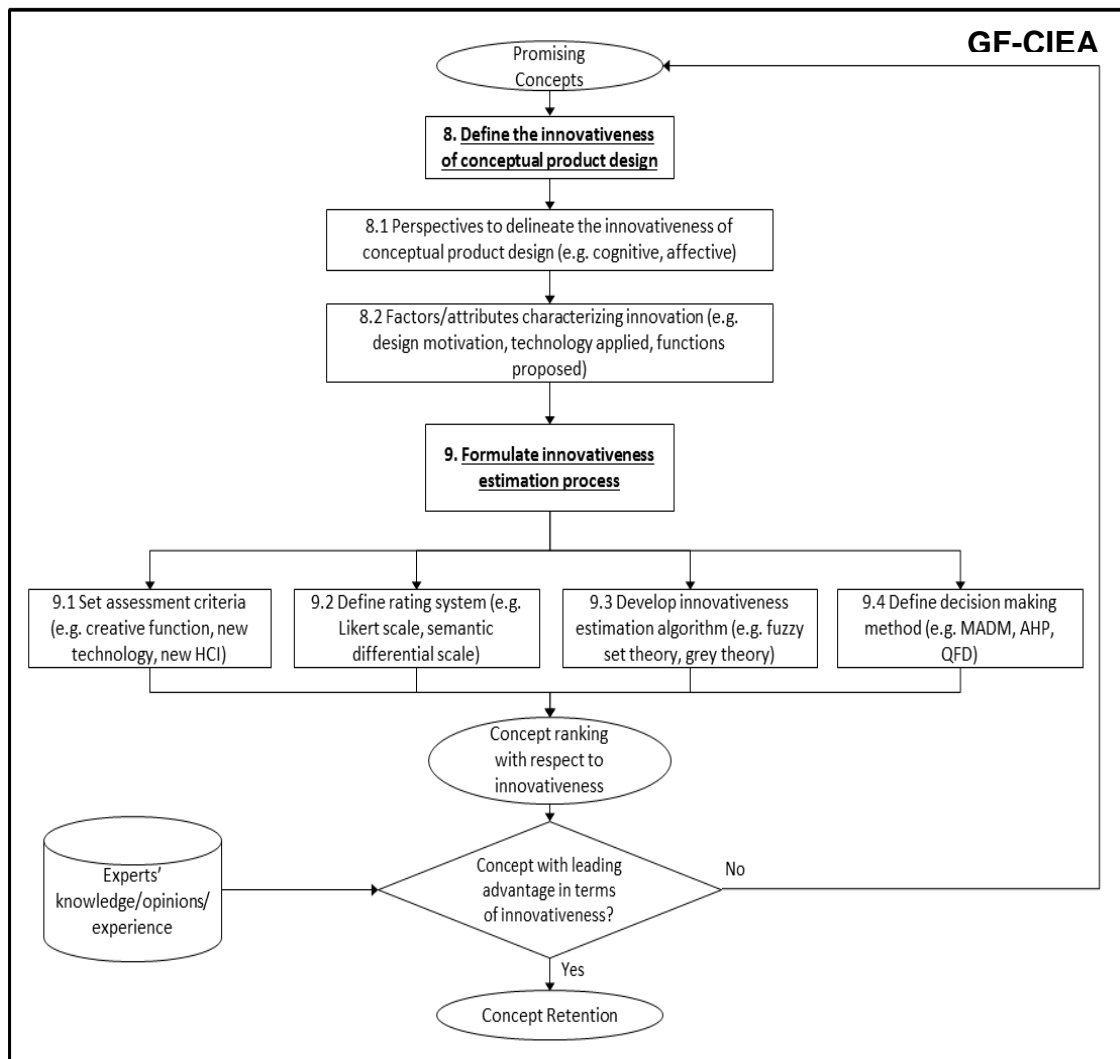 GF-CIEA
Promising
Concepts
8. Define the innovativeness
of conceptual product design
8.1 Perspectives to delineate the innovativeness of
conceptual product design (e.g. cognitive, affective)
8.2 Factors/attributes characterizing innovation (e.g.
design motivation, technology applied, functions
proposed)
9. Formulate innovativeness
estimation process
9.1 Set assessment criteria
(e.g. creative function, new
technology, new HCI)
9.2 Define rating system (e.g.
Likert scale, semantic
differential scale)
9.3 Develop innovativeness
estimation algorithm (e.g. fuzzy
set theory, grey theory)
9.4 Define decision making
method (e.g. MADM, AHP,
QFD)
Concept ranking
with respect to
innovativeness
Experts'
knowledge/opinions/
experience
Concept with leading
advantage in terms
of innovativeness?
No
Yes
Concept Retention